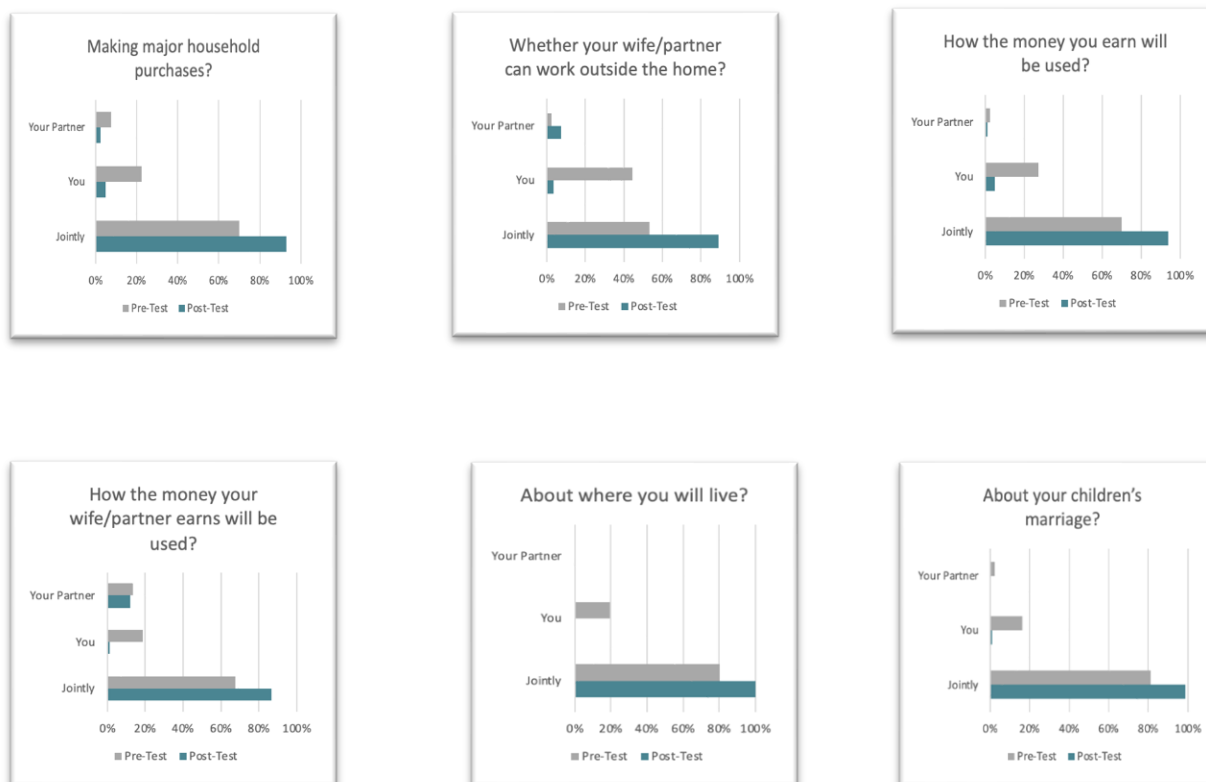 Making major household
purchases?
Your Partner
You
Jointly
0% 20% 40% 60% 80% 100%
Pre-Test Post-Test
Whether your wife/partner
can work outside the home?
Your Partner
You
Jointly
0% 20% 40% 60% 80% 100%
Pre-Test Post-Test
How the money you earn will
be used?
Your Partner
You
Jointly
0% 20% 40% 60% 80% 100%
Pre-Test Post-Test
How the money your
wife/partner earns will be
used?
Your Partner
You
Jointly
0% 20% 40% 60% 80% 100%
Pre-Test Post-Test
About where you will live?
Your Partner
You
Jointly
0% 20% 40% 60% 80% 100%
Pre-Test Post-Test
About your children’s
marriage?
Your Partner
You
Jointly
0% 20% 40% 60% 80% 100%
Pre-Test Post-Test